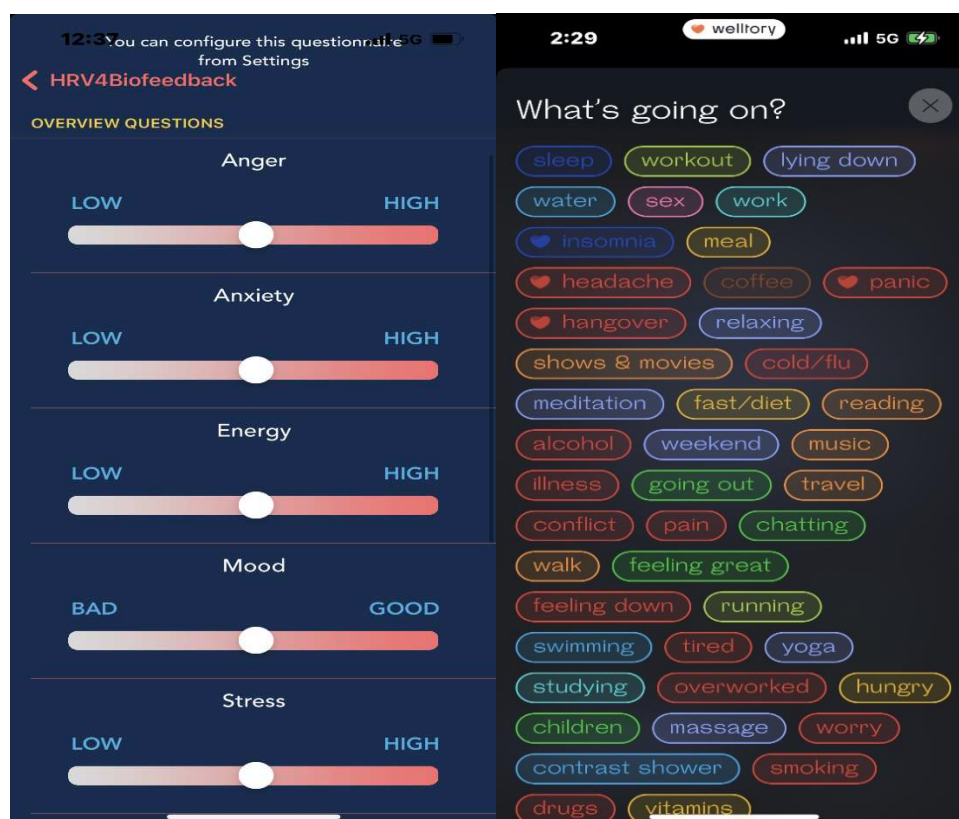 12:37 You can configure this questionnaire 5G
from Settings
HRV4Biofeedback
OVERVIEW QUESTIONS
Anger
LOW HIGH
Anxiety
LOW HIGH
Energy
LOW HIGH
Mood
BAD GOOD
Stress
LOW HIGH
2:29 welltory 5G
What's going on?
sleep workout lying down
water sex work
insomnia meal
headache coffee panic
hangover relaxing
shows & movies cold/flu
meditation fast/diet reading
alcohol weekend music
illness going out travel
conflict pain chatting
walk feeling great
feeling down running
swimming tired yoga
studying overworked hungry
children massage worry
contrast shower smoking
drugs vitamins